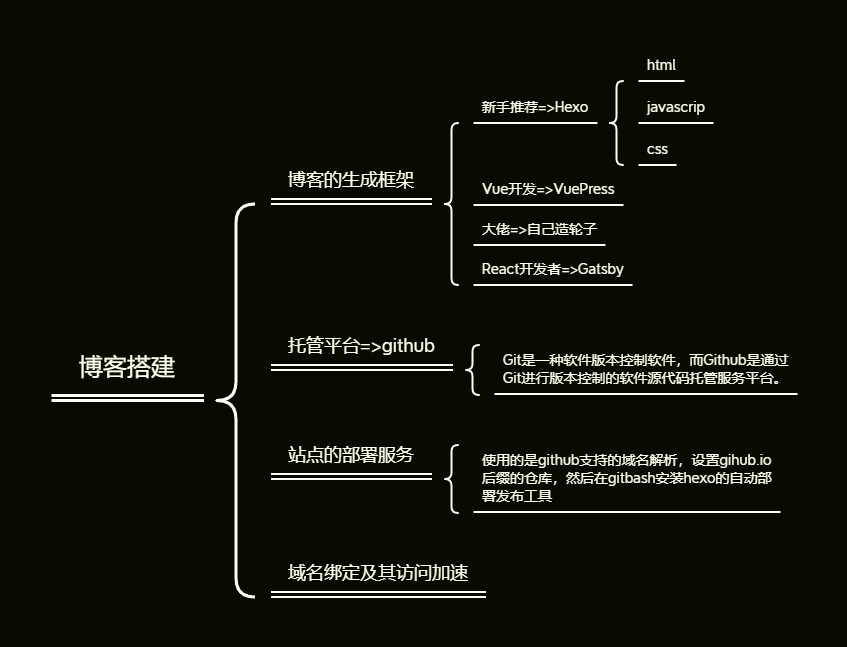 博客搭建
博客的生成框架
新手推荐=>Hexo
html
javascrip
css
Vue开发=>VuePress
大佬=>自己造轮子
React开发者=>Gatsby
托管平台=>github
Git是一种软件版本控制软件，而Github是通过
Git进行版本控制的软件源代码托管服务平台。
站点的部署服务
使用的是github支持的域名解析，设置gihub.io
后缀的仓库，然后在gitbash安装hexo的自动部
署发布工具
域名绑定及其访问加速